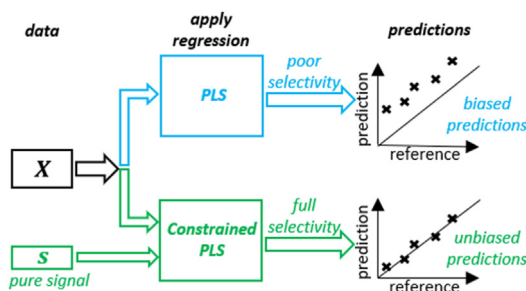 data
apply
regression
predictions
PLS
poor
selectivity
prediction
biased
predictions
reference
X
Constrained
PLS
full
selectivity
prediction
unbiased
predictions
reference
s
pure signal